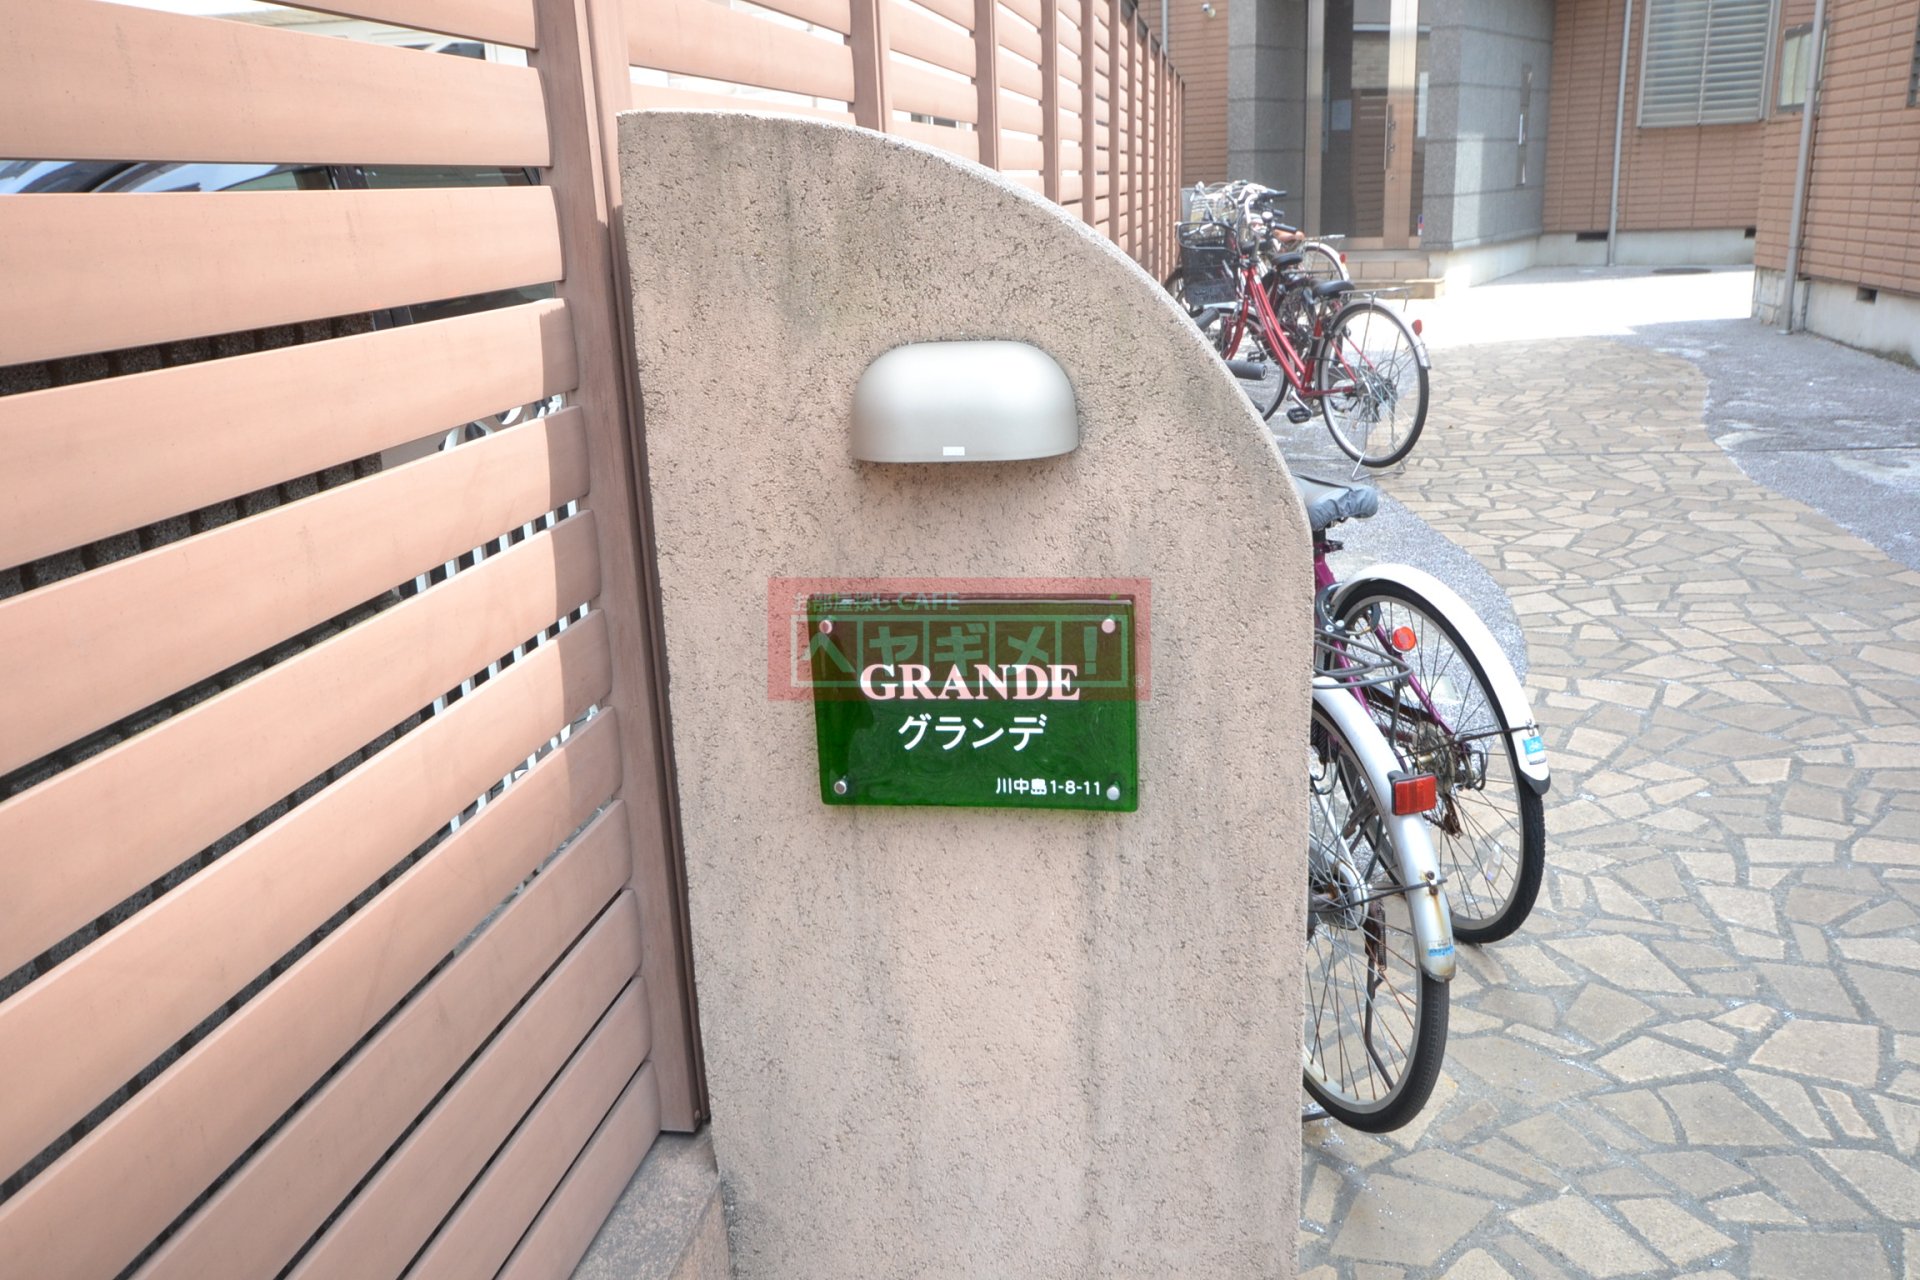 お部屋探しCAFE
ヘヤギメ!
GRANDE
グランデ
川中島1-8-11